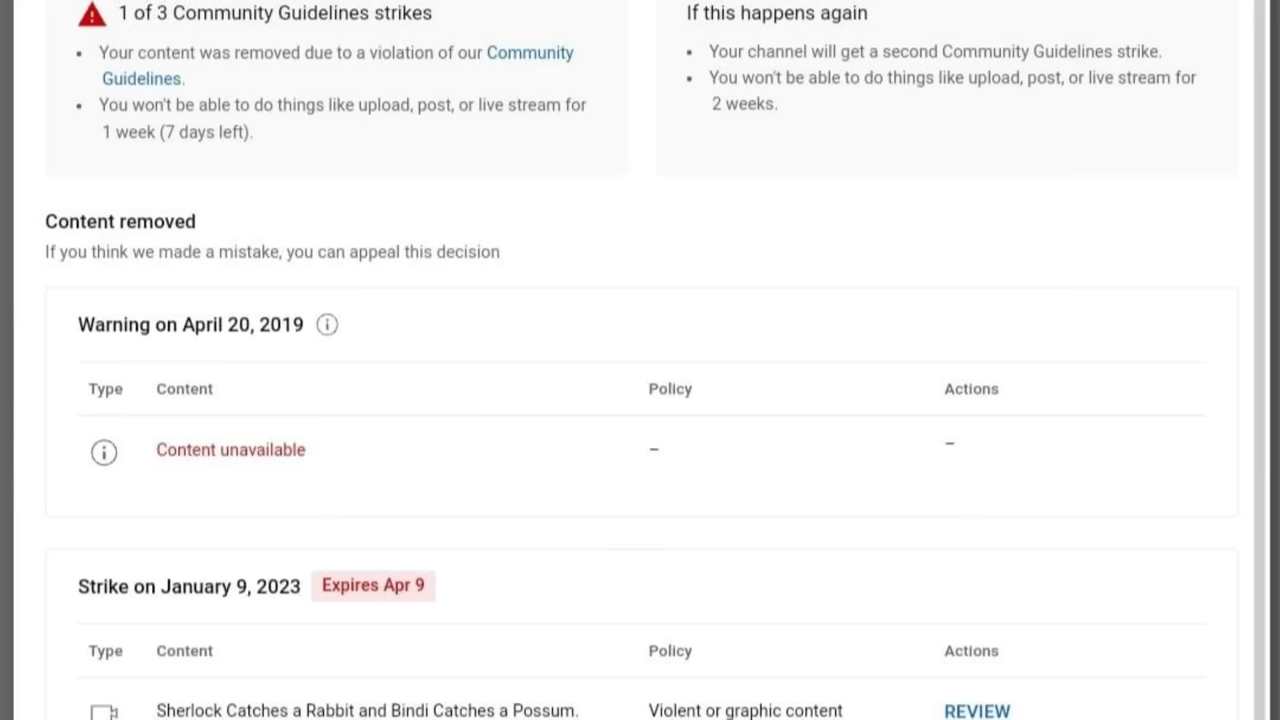 1 of 3 Community Guidelines strikes
• Your content was removed due to a violation of our Community
Guidelines.
• You won't be able to do things like upload, post, or live stream for
1 week (7 days left).
If this happens again
• Your channel will get a second Community Guidelines strike.
• You won't be able to do things like upload, post, or live stream for
2 weeks.
Content removed
If you think we made a mistake, you can appeal this decision
Warning on April 20, 2019
Type Content Policy Actions
Content unavailable – –
Strike on January 9, 2023 Expires Apr 9
Type Content Policy Actions
Sherlock Catches a Rabbit and Bindi Catches a Possum. Violent or graphic content REVIEW